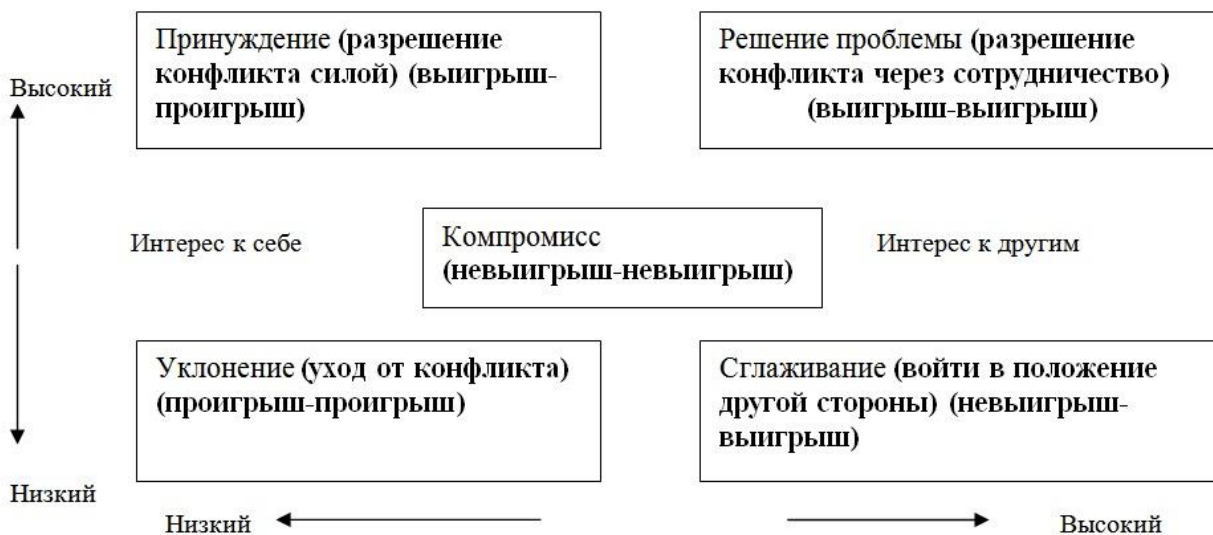 Принуждение (разрешение
конфликта силой) (выигрыш-
проигрыш)
Решение проблемы (разрешение
конфликта через сотрудничество)
(выигрыш-выигрыш)
Высокий
Интерес к себе
Компромисс
(невыигрыш-невыигрыш)
Интерес к другим
Уклонение (уход от конфликта)
(проигрыш-проигрыш)
Сглаживание (войти в положение
другой стороны) (невыигрыш-
выигрыш)
Низкий
Низкий
Высокий